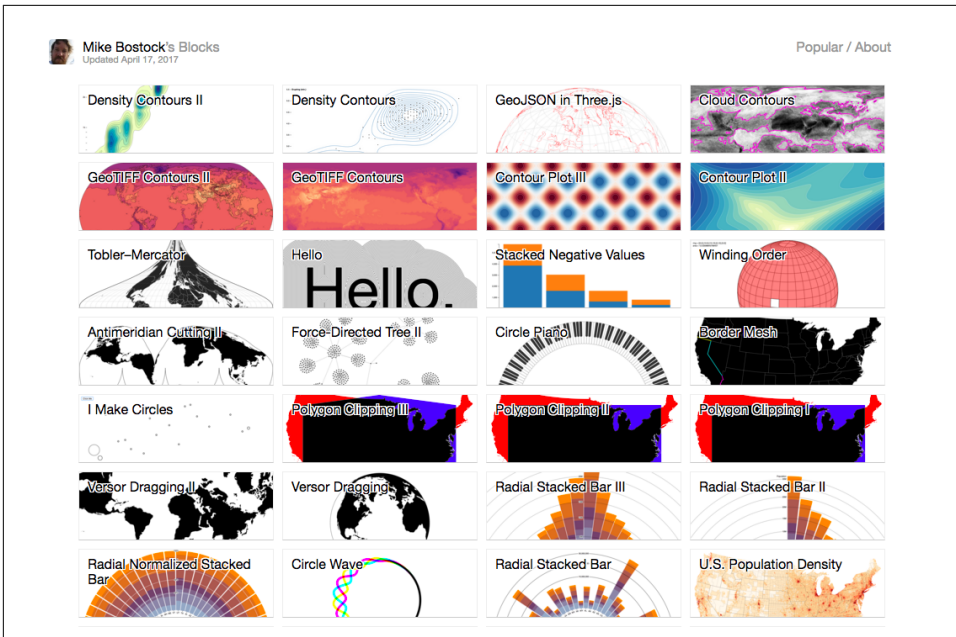 Mike Bostock's Blocks
Popular / About
Updated April 17, 2017
Density Contours II
Density Contours
GeoJSON in Three.js
Cloud Contours
GeoTIFF Contours II
GeoTIFF Contours
Contour Plot III
Contour Plot II
Tobler–Mercator
Hello
Stacked Negative Values
Winding Order
Hello.
Antimeridian Cutting II
Force-Directed Tree II
Circle Piano
Border Mesh
I Make Circles
Polygon Clipping III
Polygon Clipping II
Polygon Clipping I
Versor Dragging II
Versor Dragging
Radial Stacked Bar III
Radial Stacked Bar II
Radial Normalized Stacked
Bar
Circle Wave
Radial Stacked Bar
U.S. Population Density